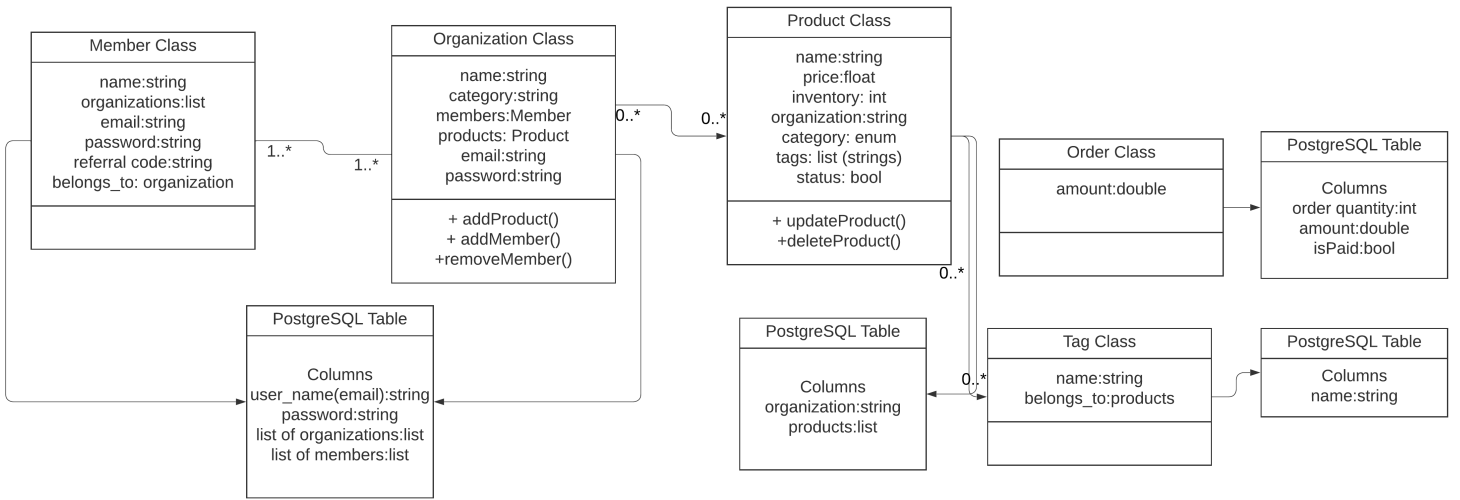 Member Class
name:string
organizations:list
email:string
password:string
referral code:string
belongs_to: organization
1..*
1..*
Organization Class
name:string
category:string
members:Member
products: Product
email:string
password:string
+ addProduct()
+ addMember()
+removeMember()
0..*
0..*
Product Class
name:string
price:float
inventory: int
organization:string
category: enum
tags: list (strings)
status: bool
+ updateProduct()
+deleteProduct()
0..*
0..*
Order Class
amount:double
PostgreSQL Table
Columns
order quantity:int
amount:double
isPaid:bool
PostgreSQL Table
Columns
user_name(email):string
password:string
list of organizations:list
list of members:list
PostgreSQL Table
Columns
organization:string
products:list
Tag Class
name:string
belongs_to:products
PostgreSQL Table
Columns
name:string